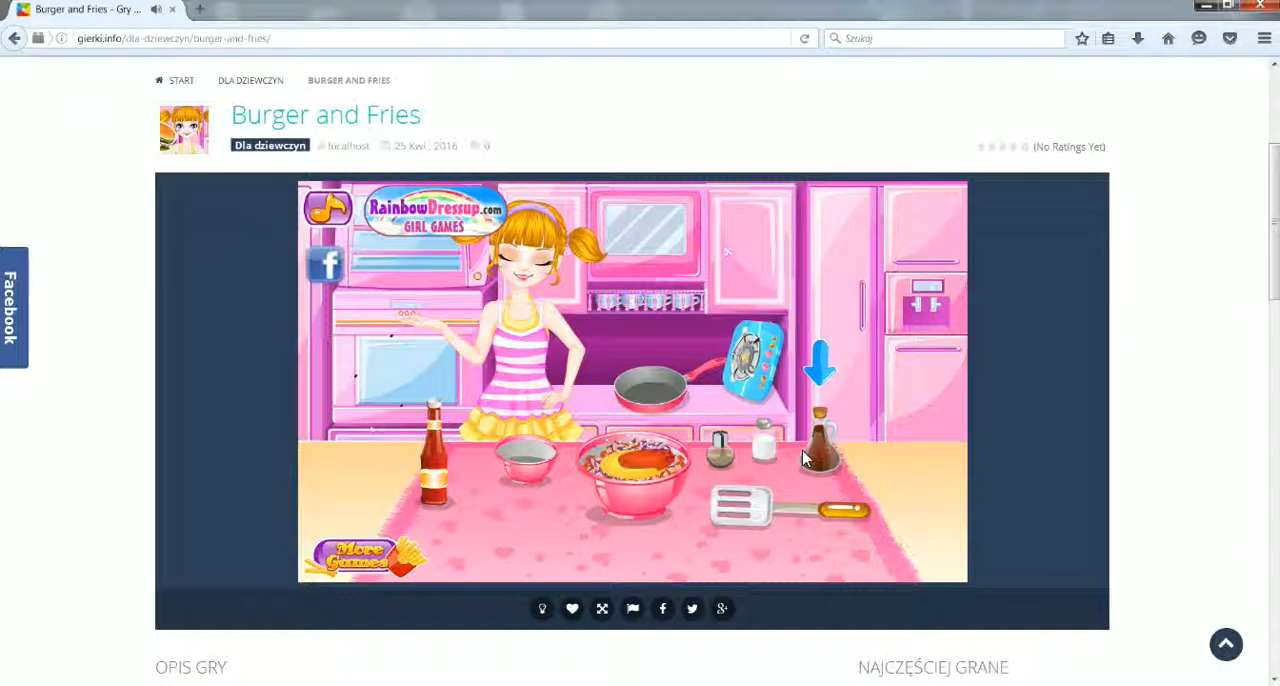 Burger and Fries - Gry ...
gierki.info/dla-dziewczyn/burger-and-fries/
Szukaj
START DLA DZIEWCZYN BURGER AND FRIES
Burger and Fries
Dla dziewczyn localhost 25 Kwi , 2016 0
(No Ratings Yet)
RainbowDressup.com
GIRL GAMES
f
Facebook
More
Games
OPIS GRY
NAJCZĘŚCIEJ GRANE